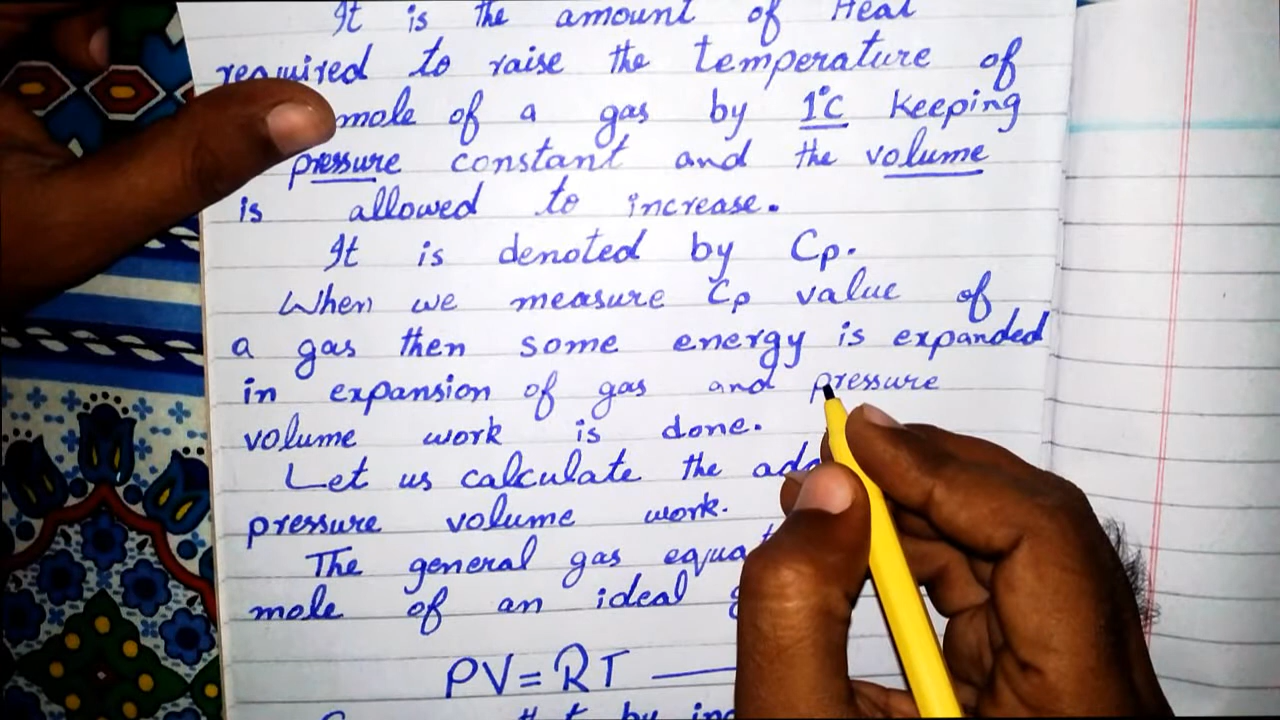 It is the amount of Heat
required to raise the temperature of
mole of a gas by 1°C keeping
pressure constant and the volume
is allowed to increase.
It is denoted by Cp.
When we measure Cp value of
a gas then some energy is expanded
in expansion of gas and pressure
volume work is done.
Let us calculate the
pressure volume work.
The general gas
mole of an ideal
PV=RT